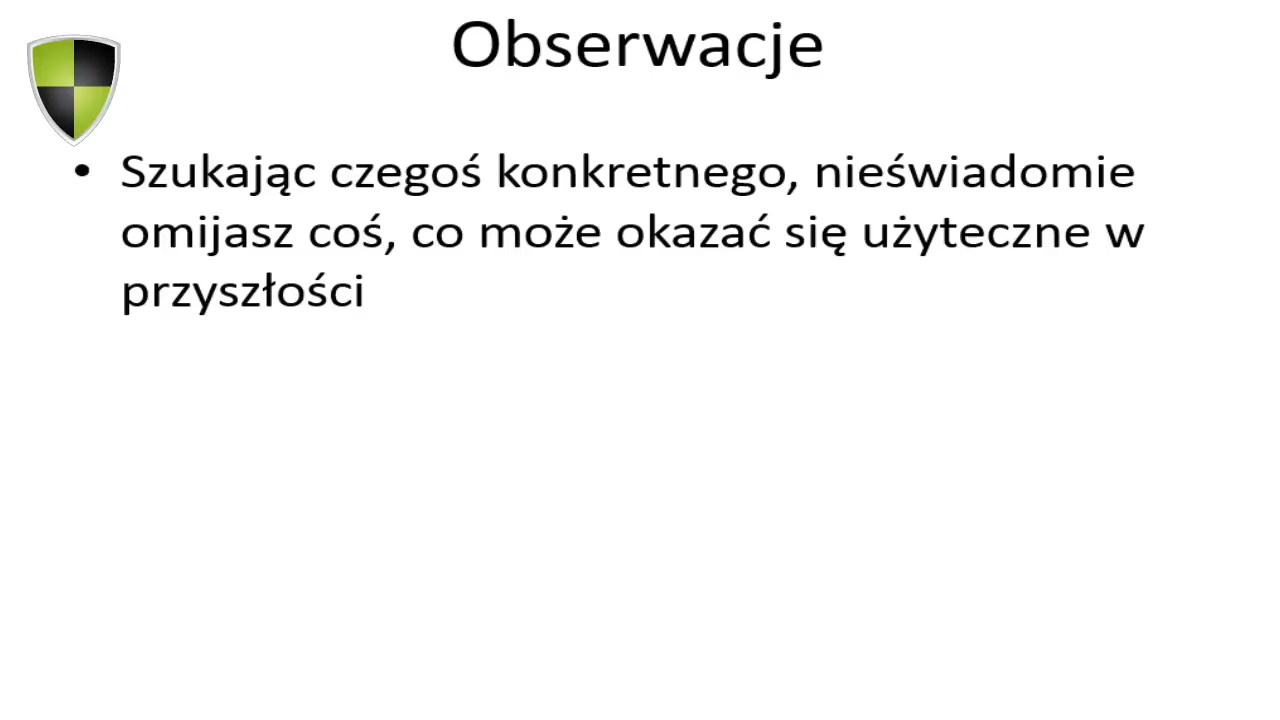 Obserwacje
• Szukając czegoś konkretnego, nieświadomie
omijasz coś, co może okazać się użyteczne w
przyszłości